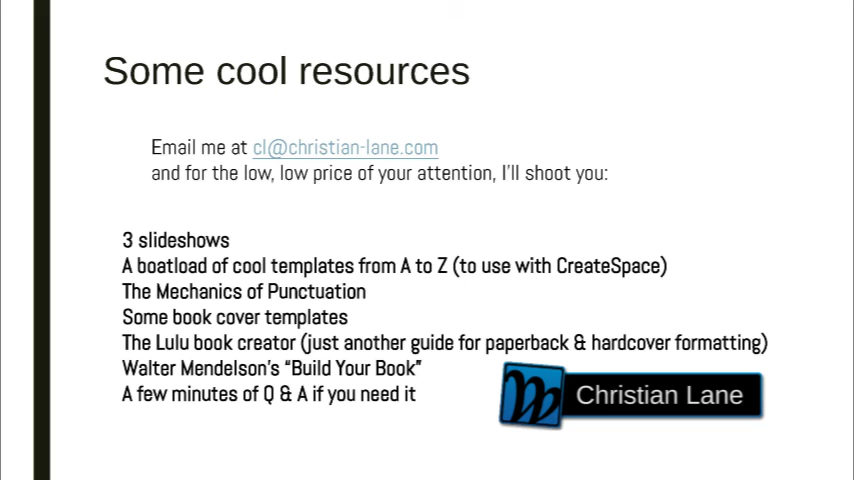 Some cool resources
Email me at cl@christian-lane.com
and for the low, low price of your attention, I'll shoot you:
3 slideshows
A boatload of cool templates from A to Z (to use with CreateSpace)
The Mechanics of Punctuation
Some book cover templates
The Lulu book creator (just another guide for paperback & hardcover formatting)
Walter Mendelson's “Build Your Book”
A few minutes of Q & A if you need it
Christian Lane